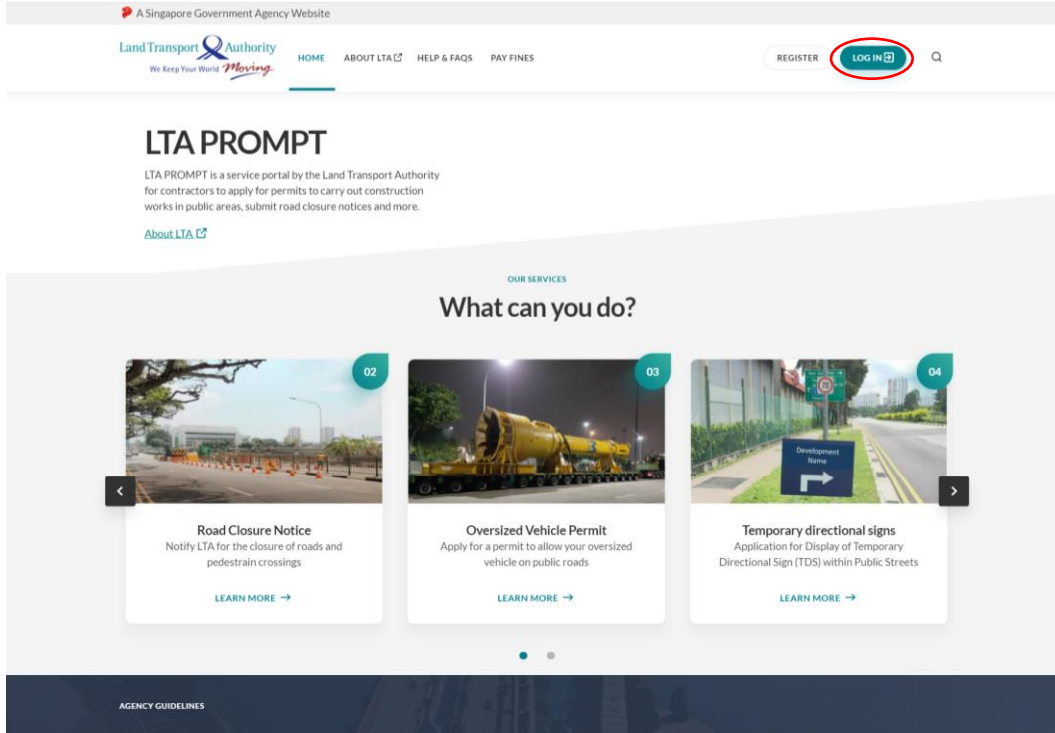 A Singapore Government Agency Website
Land Transport Authority
We Keep Your World Moving
HOME
ABOUT LTA
HELP & FAQS
PAY FINES
REGISTER
LOG IN
LTA PROMPT
LTA PROMPT is a service portal by the Land Transport Authority
for contractors to apply for permits to carry out construction
works in public areas, submit road closure notices and more.
About LTA
OUR SERVICES
What can you do?
02
Road Closure Notice
Notify LTA for the closure of roads and
pedestrain crossings
LEARN MORE →
03
Oversized Vehicle Permit
Apply for a permit to allow your oversized
vehicle on public roads
LEARN MORE →
04
Development
Name
Temporary directional signs
Application for Display of Temporary
Directional Sign (TDS) within Public Streets
LEARN MORE →
AGENCY GUIDELINES